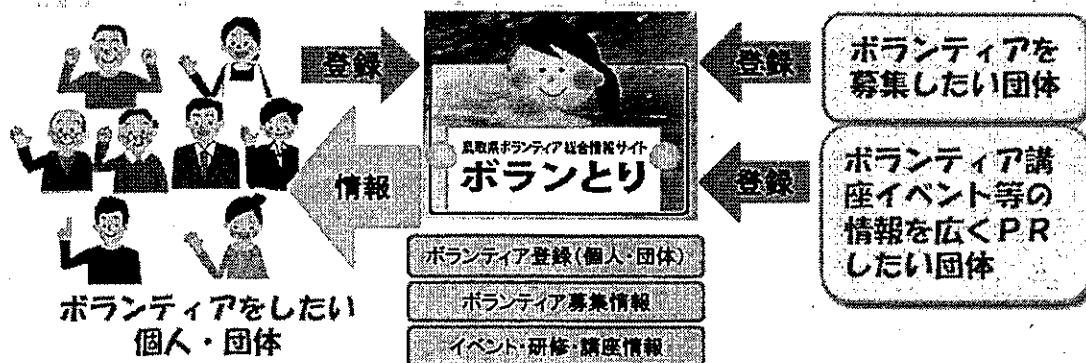 登録
情報
ボランティアをしたい
個人・団体
鳥取県ボランティア総合情報サイト
ボランとり
ボランティア登録(個人・団体)
ボランティア募集情報
イベント・研修・講座情報
登録
登録
ボランティアを
募集したい団体
ボランティア講
座イベント等の
情報を広くPR
したい団体